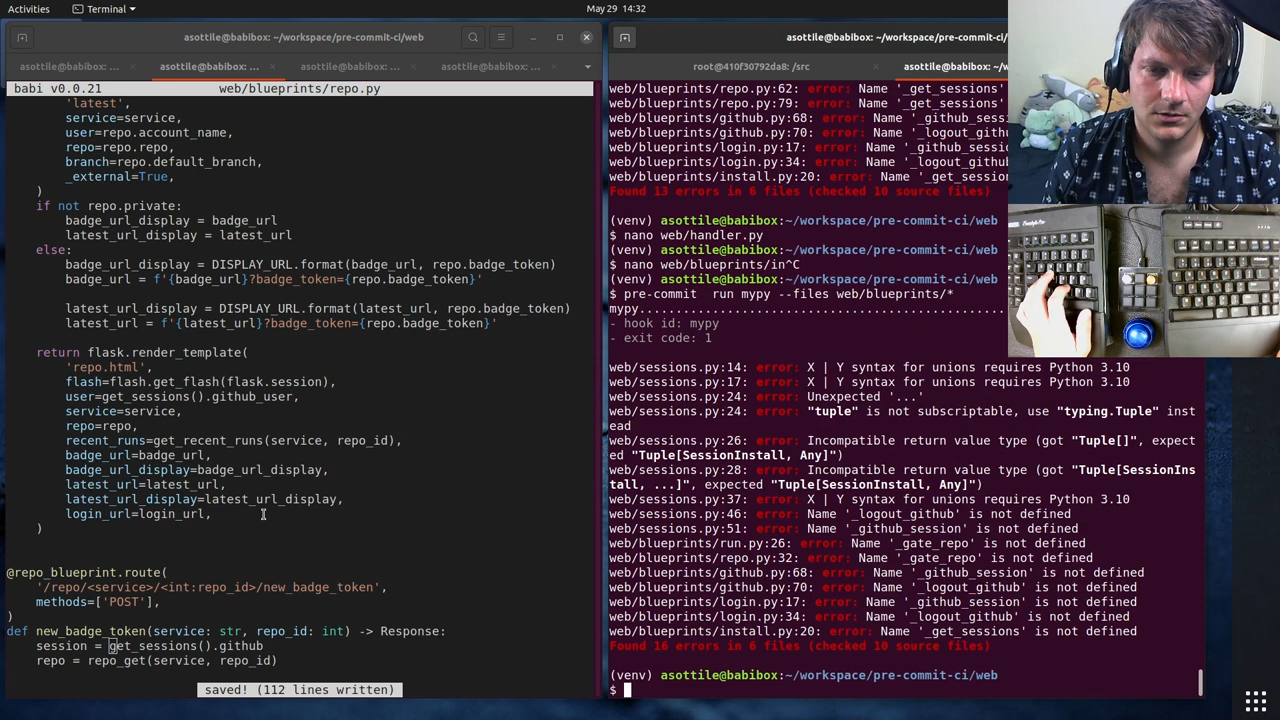 Activities
Terminal
May 29 14:32
asottile@babibox: ~/workspace/pre-commit-ci/web
asottile@babibox: ...
asottile@babibox: ...
asottile@babibox: ...
asottile@babibox: ...
babi v0.0.21 web/blueprints/repo.py
'latest',
service=service,
user=repo.account_name,
repo=repo.repo,
branch=repo.default_branch,
_external=True,
)
if not repo.private:
badge_url_display = badge_url
latest_url_display = latest_url
else:
badge_url_display = DISPLAY_URL.format(badge_url, repo.badge_token)
badge_url = f'{badge_url}?badge_token={repo.badge_token}'
latest_url_display = DISPLAY_URL.format(latest_url, repo.badge_token)
latest_url = f'{latest_url}?badge_token={repo.badge_token}'
return flask.render_template(
'repo.html',
flash=flash.get_flash(flask.session),
user=get_sessions().github_user,
service=service,
repo=repo,
recent_runs=get_recent_runs(service, repo_id),
badge_url=badge_url,
badge_url_display=badge_url_display,
latest_url=latest_url,
latest_url_display=latest_url_display,
login_url=login_url,
)
@repo_blueprint.route(
'/repo/<service>/<int:repo_id>/new_badge_token',
methods=['POST'],
)
def new_badge_token(service: str, repo_id: int) -> Response:
session = get_sessions().github
repo = repo_get(service, repo_id)
saved! (112 lines written)
asottile@babibox: ~/workspace/pre-commit-ci/
root@410f30792da8: /src
asottile@babibox: ~/w
web/blueprints/repo.py:62: error: Name '_get_sessions'
web/blueprints/repo.py:79: error: Name '_get_sessions'
web/blueprints/github.py:68: error: Name '_github_sessi
web/blueprints/github.py:70: error: Name '_logout_githu
web/blueprints/login.py:17: error: Name '_github_sessio
web/blueprints/login.py:34: error: Name '_logout_github
web/blueprints/install.py:20: error: Name '_get_session
Found 13 errors in 6 files (checked 10 source files)
(venv) asottile@babibox:~/workspace/pre-commit-ci/web
$ nano web/handler.py
(venv) asottile@babibox:~/workspace/pre-commit-ci/web
$ nano web/blueprints/in^C
(venv) asottile@babibox:~/workspace/pre-commit-ci/web
$ pre-commit  run mypy --files web/blueprints/*
mypy.....................................................
- hook id: mypy
- exit code: 1
web/sessions.py:14: error: X | Y syntax for unions requires Python 3.10
web/sessions.py:17: error: X | Y syntax for unions requires Python 3.10
web/sessions.py:24: error: Unexpected '...'
web/sessions.py:24: error: "tuple" is not subscriptable, use "typing.Tuple" inst
ead
web/sessions.py:26: error: Incompatible return value type (got "Tuple[]", expect
ed "Tuple[SessionInstall, Any]")
web/sessions.py:28: error: Incompatible return value type (got "Tuple[SessionIns
tall, ...]", expected "Tuple[SessionInstall, Any]")
web/sessions.py:37: error: X | Y syntax for unions requires Python 3.10
web/sessions.py:46: error: Name '_logout_github' is not defined
web/sessions.py:51: error: Name '_github_session' is not defined
web/blueprints/run.py:26: error: Name '_gate_repo' is not defined
web/blueprints/repo.py:32: error: Name '_gate_repo' is not defined
web/blueprints/github.py:68: error: Name '_github_session' is not defined
web/blueprints/github.py:70: error: Name '_logout_github' is not defined
web/blueprints/login.py:17: error: Name '_github_session' is not defined
web/blueprints/login.py:34: error: Name '_logout_github' is not defined
web/blueprints/install.py:20: error: Name '_get_sessions' is not defined
Found 16 errors in 6 files (checked 10 source files)
(venv) asottile@babibox:~/workspace/pre-commit-ci/web
$